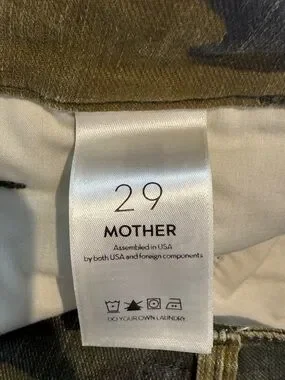 29
MOTHER
Assembled in USA
by both USA and foreign components
DO YOUR OWN LAUNDRY